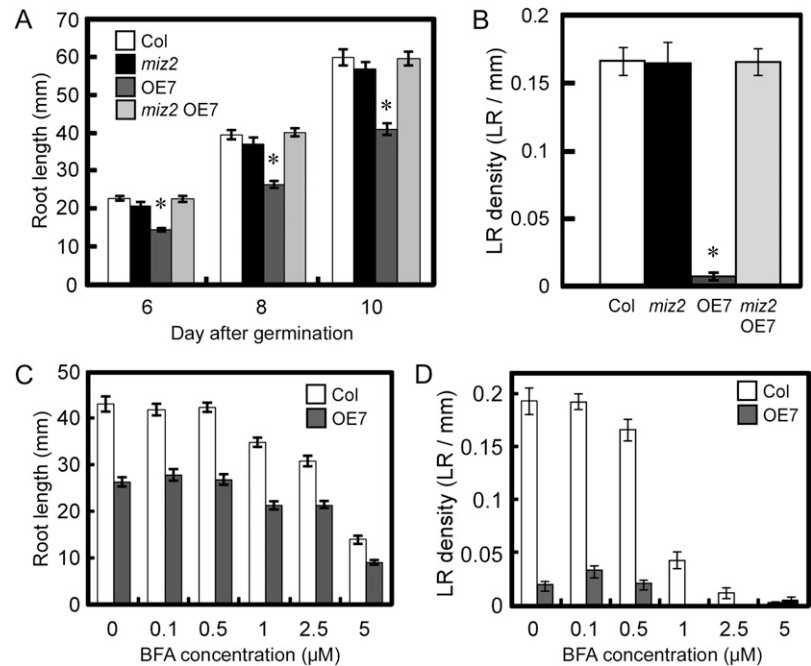 A
Root length (mm)
70
60
50
40
30
20
10
0
Col
miz2
OE7
miz2 OE7
*
*
*
6
8
10
Day after germination
B
LR density (LR / mm)
0.2
0.15
0.1
0.05
0
*
Col
miz2
OE7
miz2
OE7
C
Root length (mm)
50
40
30
20
10
0
Col
OE7
0
0.1
0.5
1
2.5
5
BFA concentration (μM)
D
LR density (LR / mm)
0.2
0.15
0.1
0.05
0
Col
OE7
0
0.1
0.5
1
2.5
5
BFA concentration (μM)